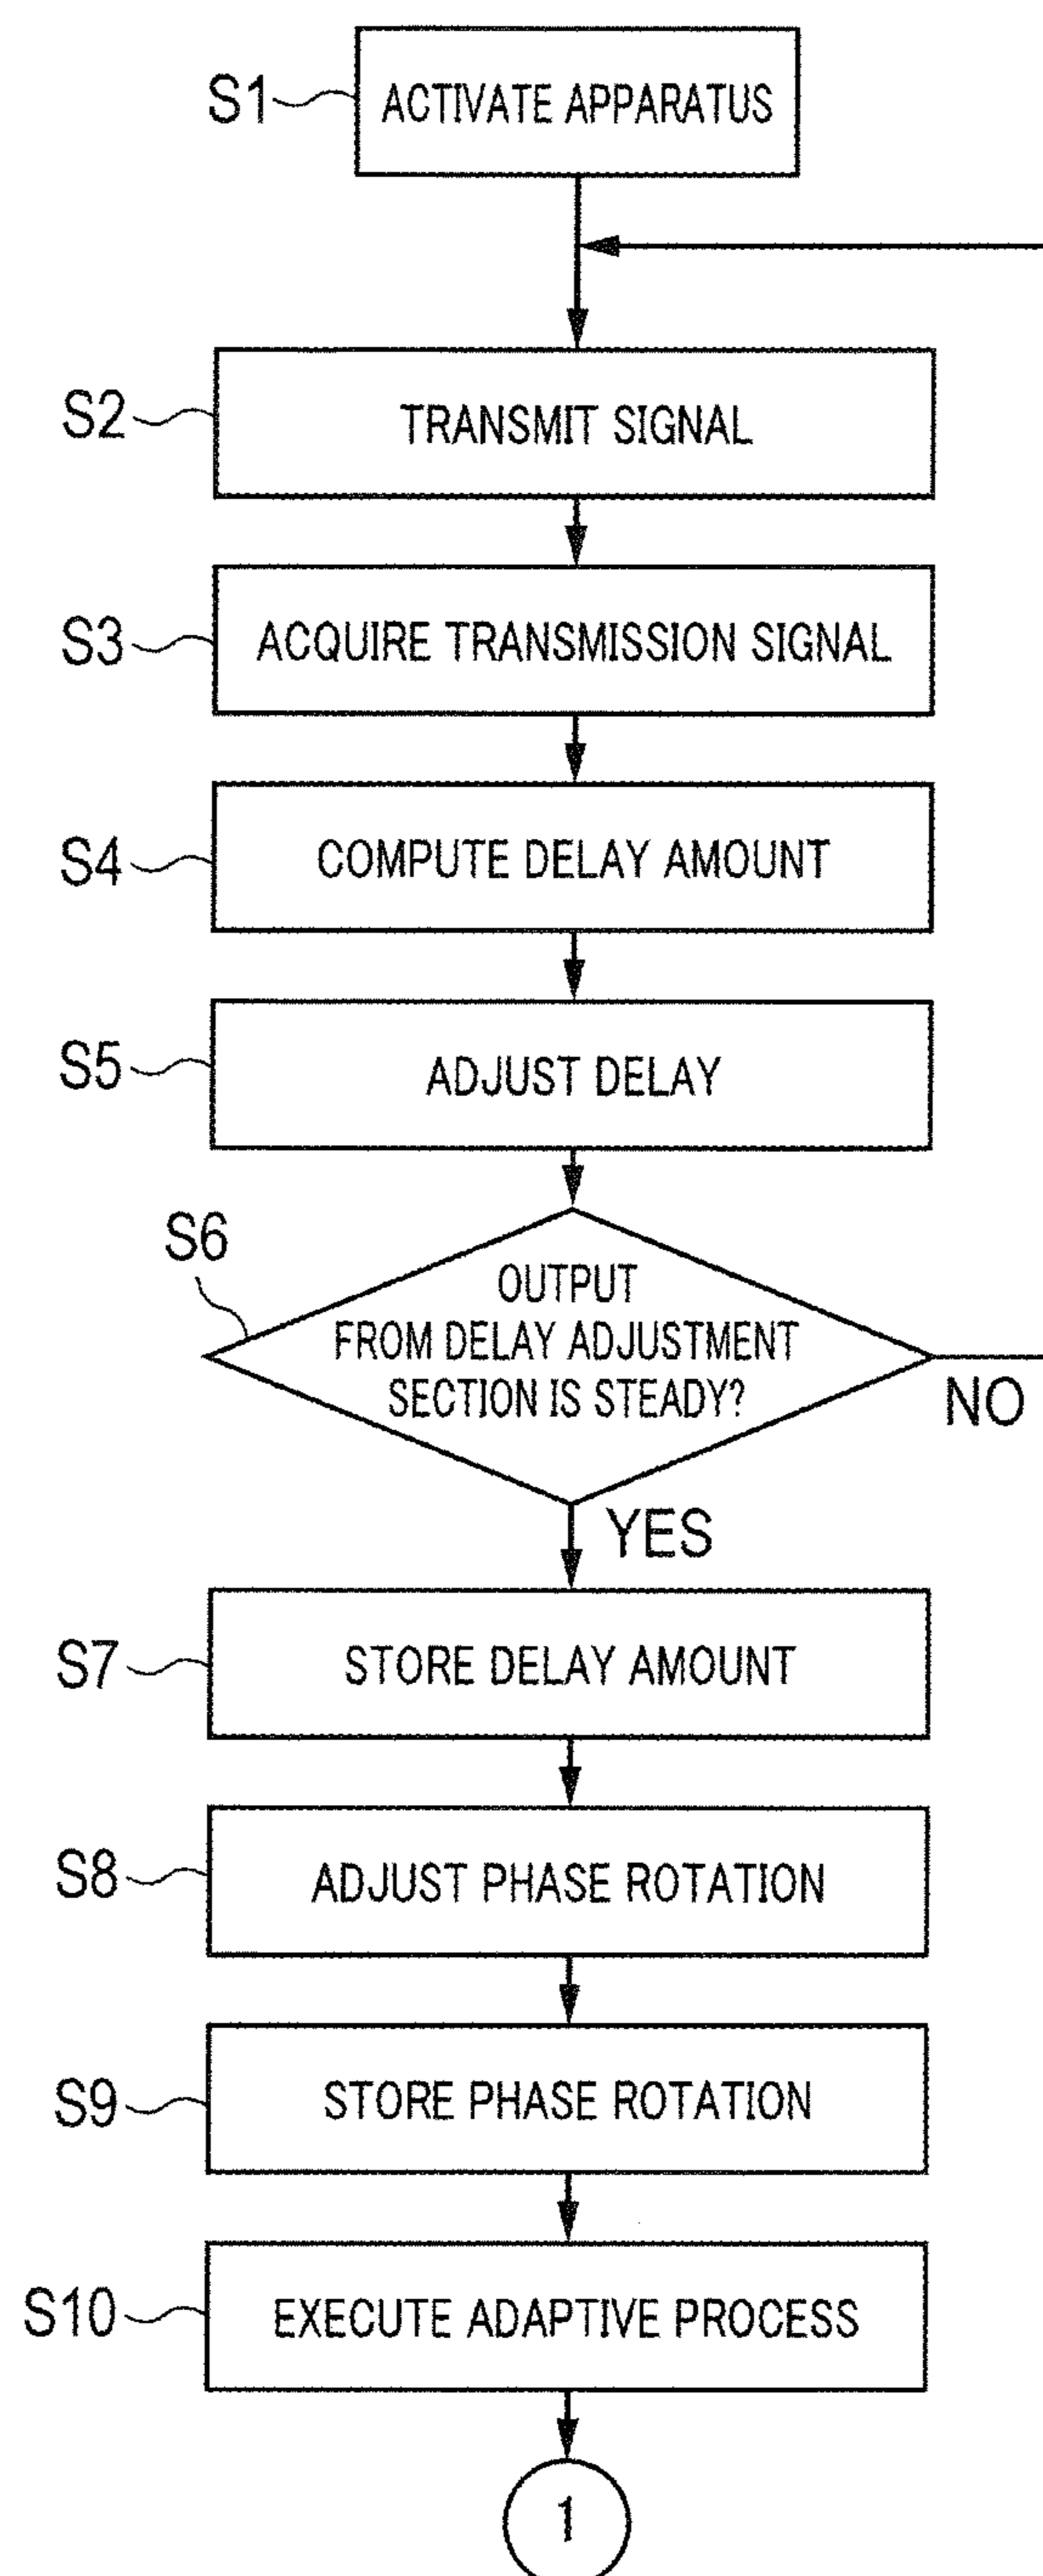 S1
ACTIVATE APPARATUS
S2
TRANSMIT SIGNAL
S3
ACQUIRE TRANSMISSION SIGNAL
S4
COMPUTE DELAY AMOUNT
S5
ADJUST DELAY
S6
OUTPUT
FROM DELAY ADJUSTMENT
SECTION IS STEADY?
NO
YES
S7
STORE DELAY AMOUNT
S8
ADJUST PHASE ROTATION
S9
STORE PHASE ROTATION
S10
EXECUTE ADAPTIVE PROCESS
1